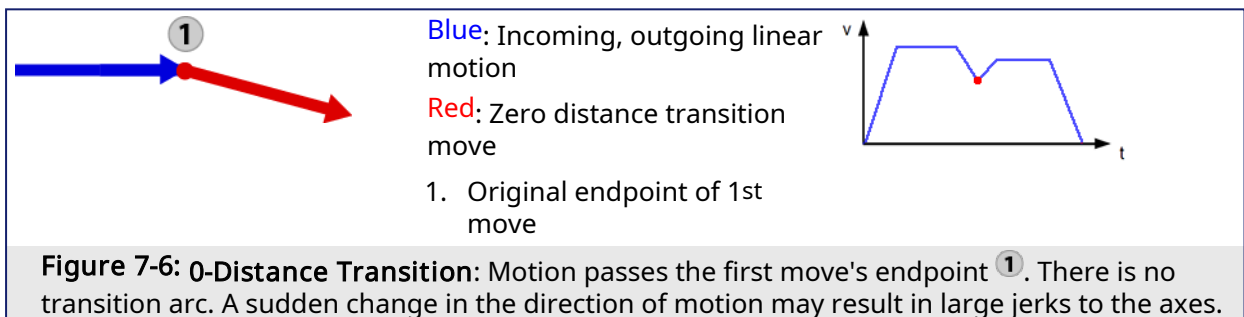 1
Blue: Incoming, outgoing linear
motion
Red: Zero distance transition
move
1. Original endpoint of 1st
move
v
t
Figure 7-6: 0-Distance Transition: Motion passes the first move's endpoint 1. There is no
transition arc. A sudden change in the direction of motion may result in large jerks to the axes.